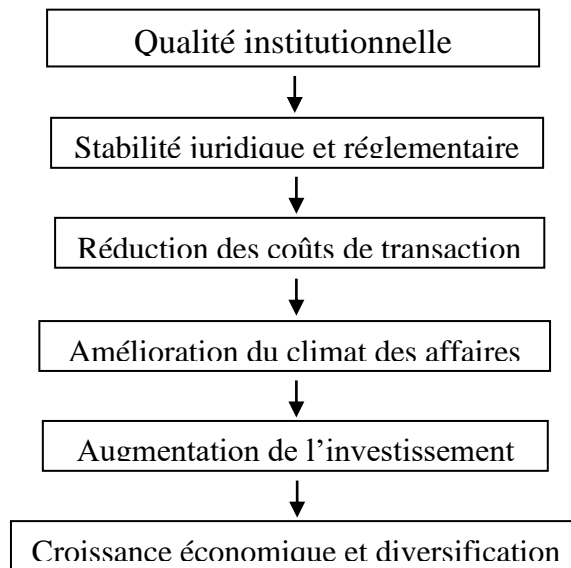 Qualité institutionnelle
Stabilité juridique et réglementaire
Réduction des coûts de transaction
Amélioration du climat des affaires
Augmentation de l’investissement
Croissance économique et diversification